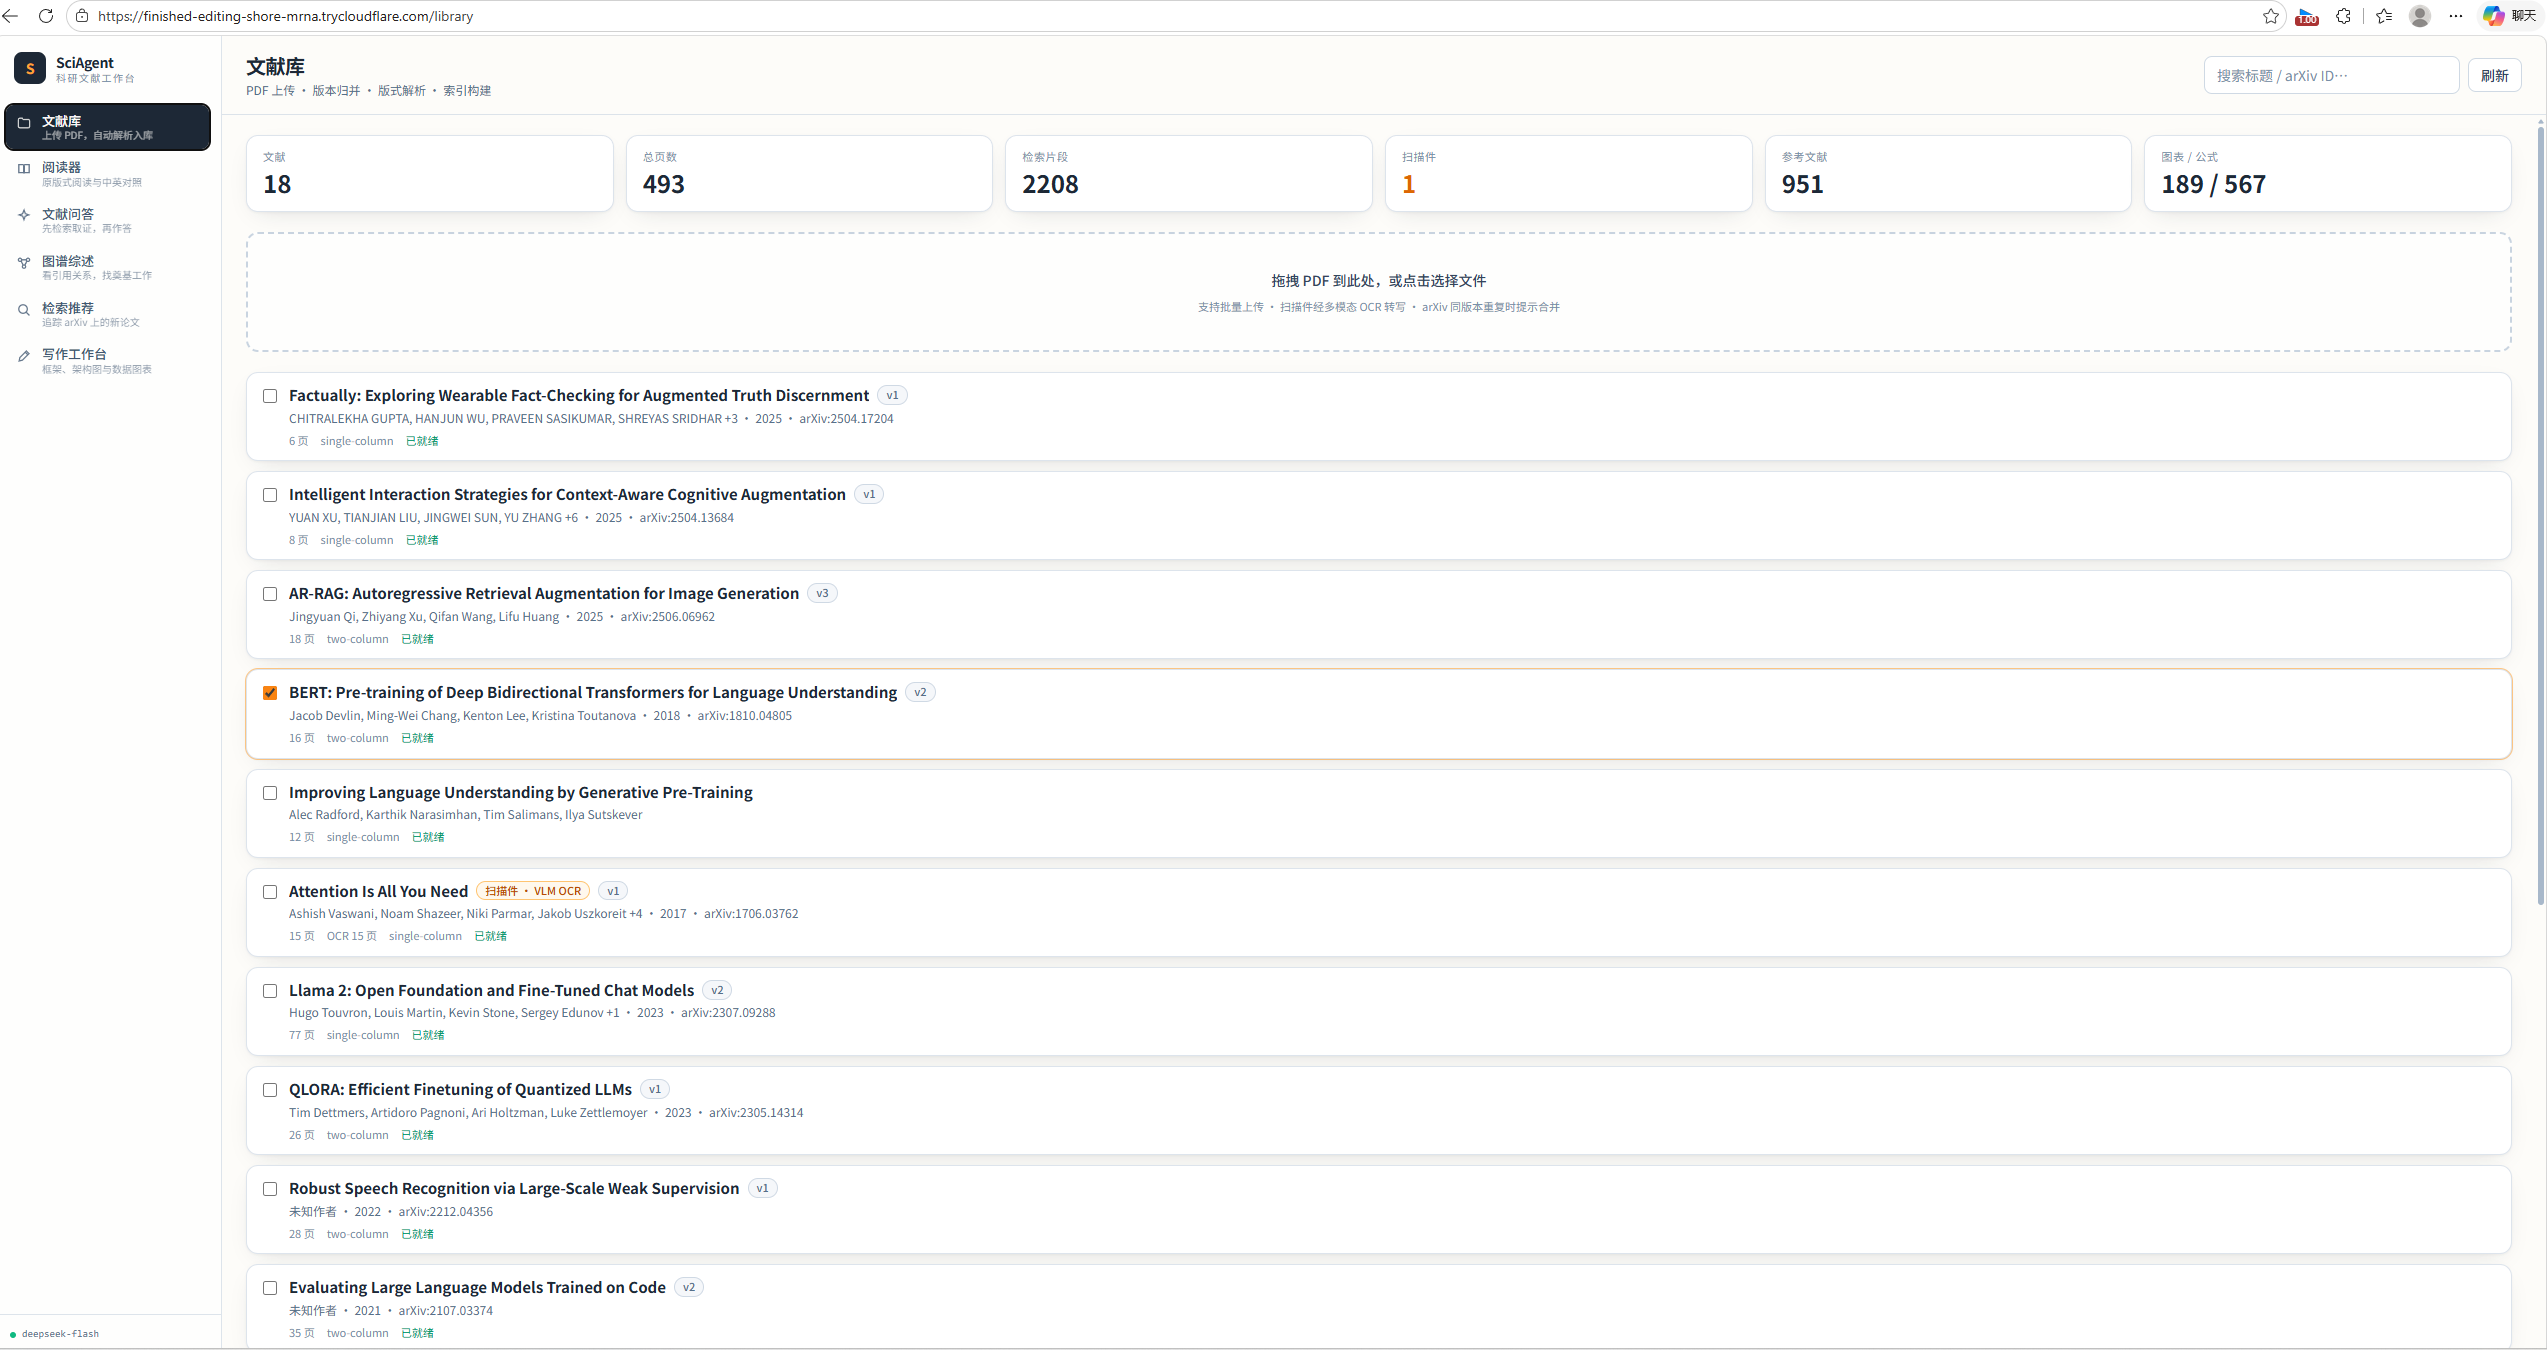 https://finished-editing-shore-mrna.trycloudflare.com/library
1.00
聊天
S
SciAgent
科研文献工作台
文献库
上传 PDF，自动解析入库
阅读器
原版式阅读与中英对照
文献问答
先检索取证，再作答
图谱综述
看引用关系，找奠基工作
检索推荐
追踪 arXiv 上的新论文
写作工作台
框架、架构图与数据图表
deepseek-flash
文献库
PDF 上传 · 版本归并 · 版式解析 · 索引构建
搜索标题 / arXiv ID…
刷新
文献
18
总页数
493
检索片段
2208
扫描件
1
参考文献
951
图表 / 公式
189 / 567
拖拽 PDF 到此处，或点击选择文件
支持批量上传 · 扫描件经多模态 OCR 转写 · arXiv 同版本重复时提示合并
Factually: Exploring Wearable Fact-Checking for Augmented Truth Discernment v1
CHITRALEKHA GUPTA, HANJUN WU, PRAVEEN SASIKUMAR, SHREYAS SRIDHAR +3 · 2025 · arXiv:2504.17204
6 页 single-column 已就绪
Intelligent Interaction Strategies for Context-Aware Cognitive Augmentation v1
YUAN XU, TIANJIAN LIU, JINGWEI SUN, YU ZHANG +6 · 2025 · arXiv:2504.13684
8 页 single-column 已就绪
AR-RAG: Autoregressive Retrieval Augmentation for Image Generation v3
Jingyuan Qi, Zhiyang Xu, Qifan Wang, Lifu Huang · 2025 · arXiv:2506.06962
18 页 two-column 已就绪
BERT: Pre-training of Deep Bidirectional Transformers for Language Understanding v2
Jacob Devlin, Ming-Wei Chang, Kenton Lee, Kristina Toutanova · 2018 · arXiv:1810.04805
16 页 two-column 已就绪
Improving Language Understanding by Generative Pre-Training
Alec Radford, Karthik Narasimhan, Tim Salimans, Ilya Sutskever
12 页 single-column 已就绪
Attention Is All You Need 扫描件 · VLM OCR v1
Ashish Vaswani, Noam Shazeer, Niki Parmar, Jakob Uszkoreit +4 · 2017 · arXiv:1706.03762
15 页 OCR 15 页 single-column 已就绪
Llama 2: Open Foundation and Fine-Tuned Chat Models v2
Hugo Touvron, Louis Martin, Kevin Stone, Sergey Edunov +1 · 2023 · arXiv:2307.09288
77 页 single-column 已就绪
QLORA: Efficient Finetuning of Quantized LLMs v1
Tim Dettmers, Artidoro Pagnoni, Ari Holtzman, Luke Zettlemoyer · 2023 · arXiv:2305.14314
26 页 two-column 已就绪
Robust Speech Recognition via Large-Scale Weak Supervision v1
未知作者 · 2022 · arXiv:2212.04356
28 页 two-column 已就绪
Evaluating Large Language Models Trained on Code v2
未知作者 · 2021 · arXiv:2107.03374
35 页 two-column 已就绪